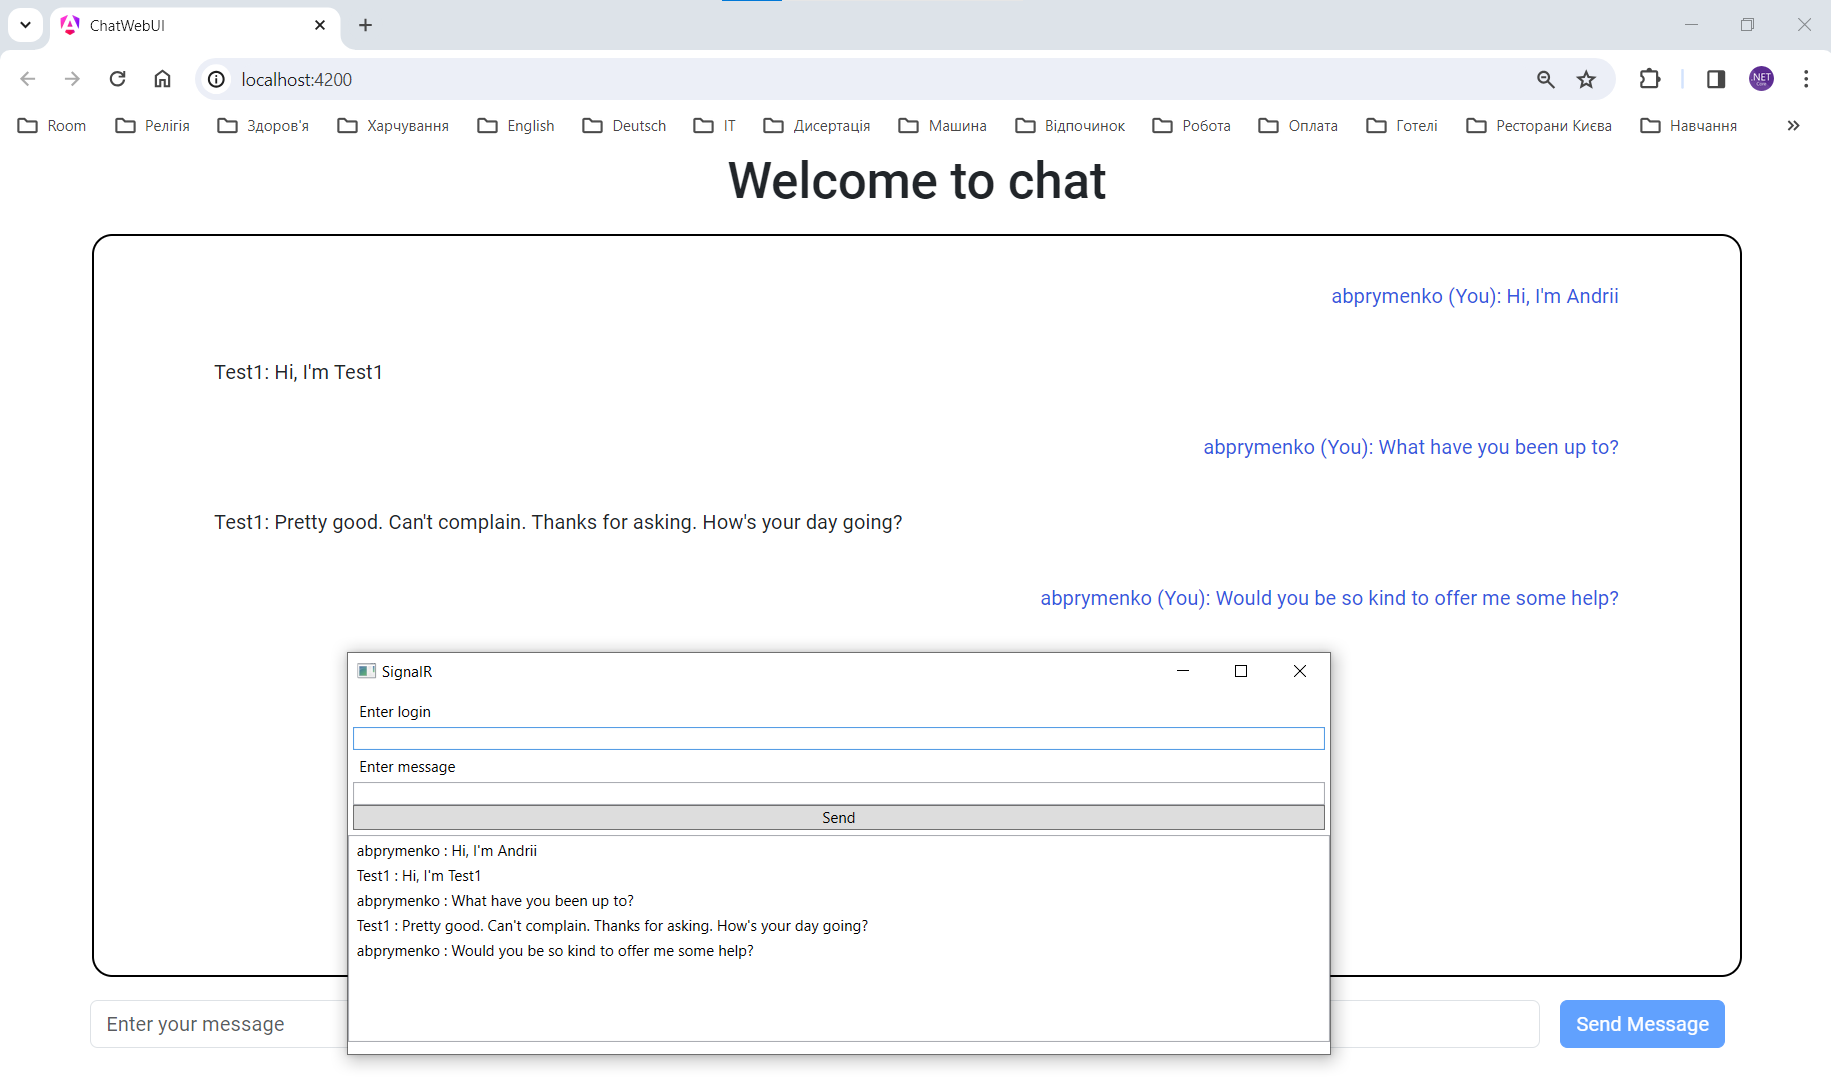 ChatWebUI
localhost:4200
.NET
Room Релігія Здоров'я Харчування English Deutsch IT Дисертація Машина Відпочинок Робота Оплата Готелі Ресторани Києва Навчання
Welcome to chat
abprymenko (You): Hi, I'm Andrii
Test1: Hi, I'm Test1
abprymenko (You): What have you been up to?
Test1: Pretty good. Can't complain. Thanks for asking. How's your day going?
abprymenko (You): Would you be so kind to offer me some help?
SignalR
Enter login
Enter message
Send
abprymenko : Hi, I'm Andrii
Test1 : Hi, I'm Test1
abprymenko : What have you been up to?
Test1 : Pretty good. Can't complain. Thanks for asking. How's your day going?
abprymenko : Would you be so kind to offer me some help?
Enter your message
Send Message